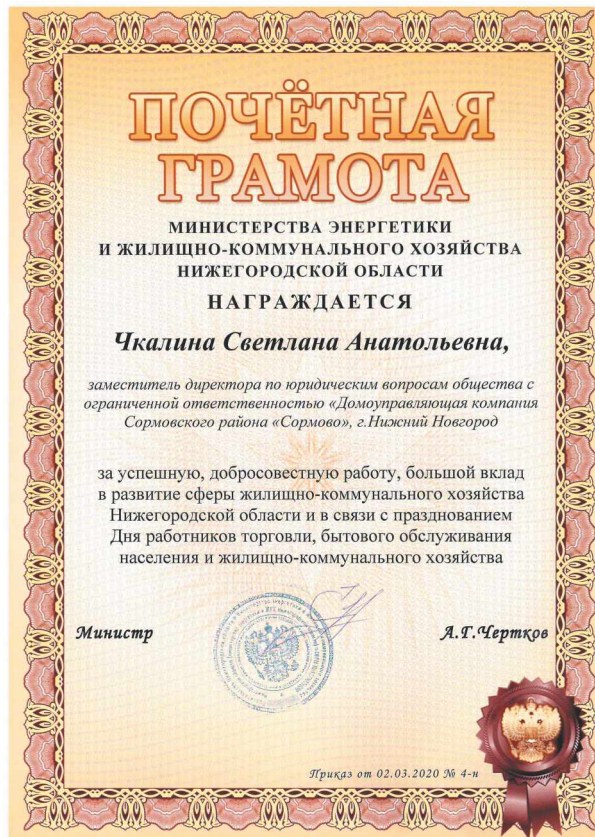 ПОЧЁТНАЯ
ГРАМОТА
МИНИСТЕРСТВА ЭНЕРГЕТИКИ
И ЖИЛИЩНО-КОММУНАЛЬНОГО ХОЗЯЙСТВА
НИЖЕГОРОДСКОЙ ОБЛАСТИ
НАГРАЖДАЕТСЯ
Чкалина Светлана Анатольевна,
заместитель директора по юридическим вопросам общества с
ограниченной ответственностью «Домоуправляющая компания
Сормовского района «Сормово», г.Нижний Новгород
за успешную, добросовестную работу, большой вклад
в развитие сферы жилищно-коммунального хозяйства
Нижегородской области и в связи с празднованием
Дня работников торговли, бытового обслуживания
населения и жилищно-коммунального хозяйства
Министр А.Г.Чертков
Приказ от 02.03.2020 № 4-н